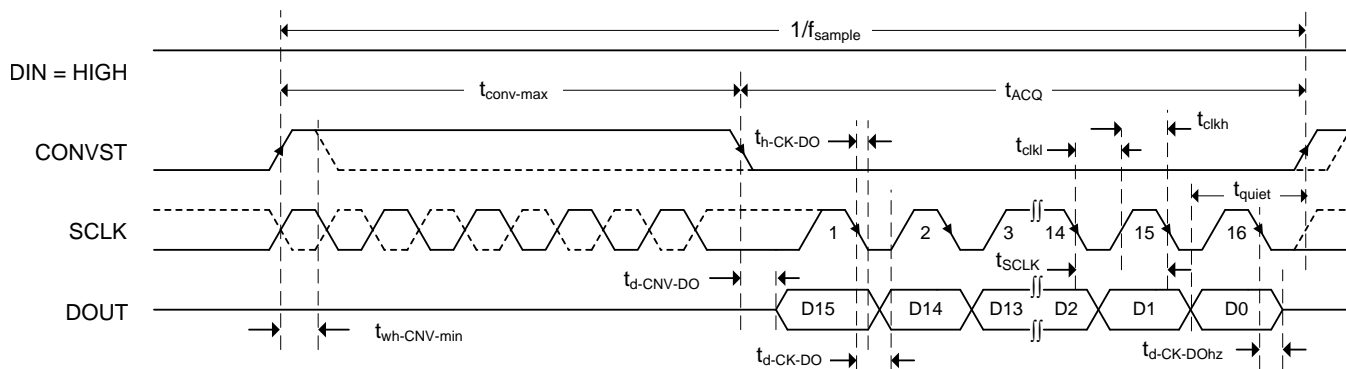 1/fsample
DIN = HIGH
tconv-max
tACQ
tclkh
CONVST
th-CK-DO
tclkl
tquiet
SCLK
1 2 3 14 15 16
tSCLK
td-CNV-DO
DOUT
D15 D14 D13 D2 D1 D0
twh-CNV-min
td-CK-DO
td-CK-DOhz